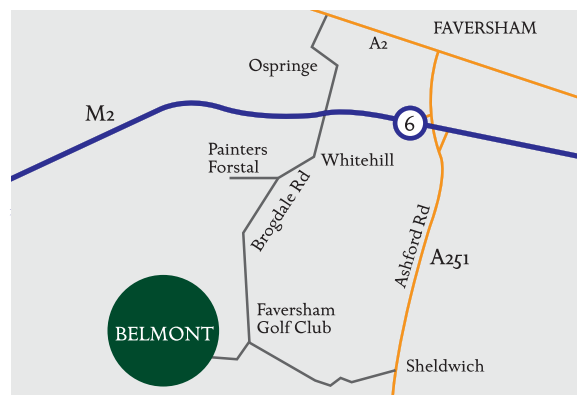 FAVERSHAM
A2
Ospringe
M2
6
Painters
Forstal
Whitehill
Brogdale Rd
Ashford Rd
A251
Faversham
Golf Club
BELMONT
Sheldwich